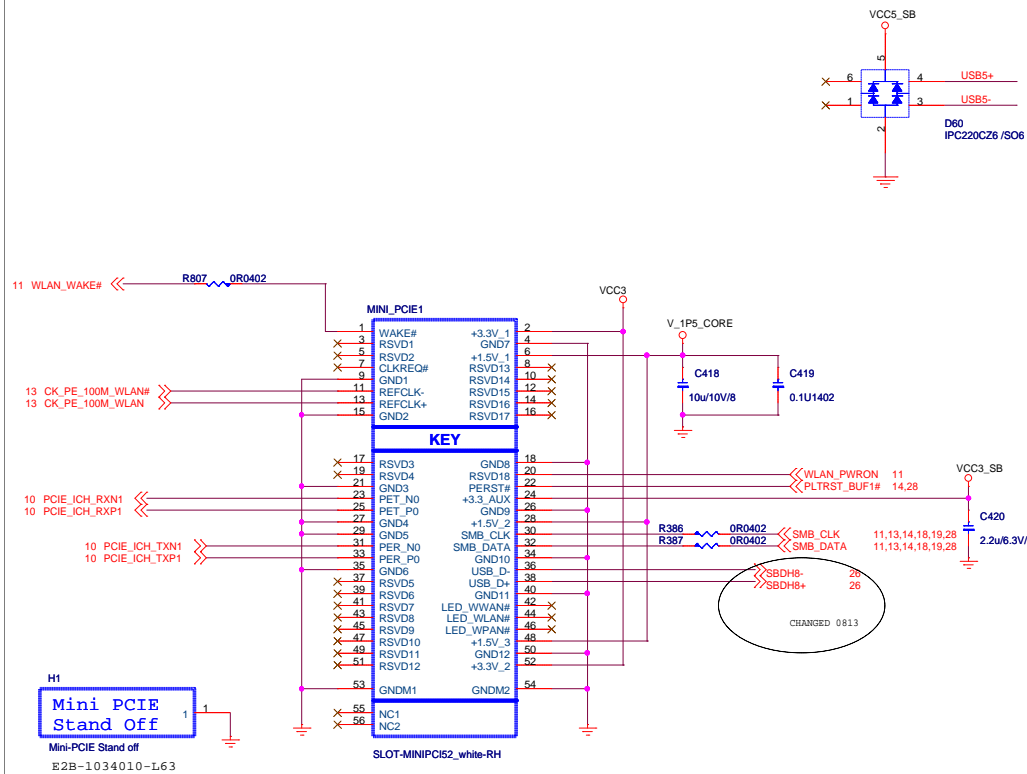 VCC5_SB
5
6 4 USB5+
1 3 USB5-
2
D60
IPC220CZ6 /SO6
11 WLAN_WAKE# R807 0R0402
VCC3
MINI_PCIE1
V_1P5_CORE
1 WAKE# +3.3V_1 2
3 RSVD1 GND7 4
5 RSVD2 +1.5V_1 6
7 CLKREQ# RSVD13 8
9 GND1 RSVD14 10
13 CK_PE_100M_WLAN# 11 REFCLK- RSVD15 12
13 CK_PE_100M_WLAN 13 REFCLK+ RSVD16 14
15 GND2 RSVD17 16
C418
10u/10V/8
C419
0.1U1402
KEY
17 RSVD3 GND8 18
19 RSVD4 RSVD18 20 WLAN_PWRON 11
21 GND3 PERST# 22 PLTRST_BUF1# 14,28
10 PCIE_ICH_RXN1 23 PET_N0 +3.3_AUX 24
10 PCIE_ICH_RXP1 25 PET_P0 GND9 26
27 GND4 +1.5V_2 28
29 GND5 SMB_CLK 30 R386 0R0402 SMB_CLK 11,13,14,18,19,28
10 PCIE_ICH_TXN1 31 PER_N0 SMB_DATA 32 R387 0R0402 SMB_DATA 11,13,14,18,19,28
10 PCIE_ICH_TXP1 33 PER_P0 GND10 34
35 GND6 USB_D- 36 SBDH8- 26
37 RSVD5 USB_D+ 38 SBDH8+ 26
39 RSVD6 GND11 40
41 RSVD7 LED_WWAN# 42
43 RSVD8 LED_WLAN# 44
45 RSVD9 LED_WPAN# 46
47 RSVD10 +1.5V_3 48
49 RSVD11 GND12 50
51 RSVD12 +3.3V_2 52
53 GNDM1 GNDM2 54
55 NC1
56 NC2
SLOT-MINIPCI52_white-RH
VCC3_SB
C420
2.2u/6.3V/
CHANGED 0813
H1
Mini PCIE
Stand Off
1 1
Mini-PCIE Stand off
E2B-1034010-L63